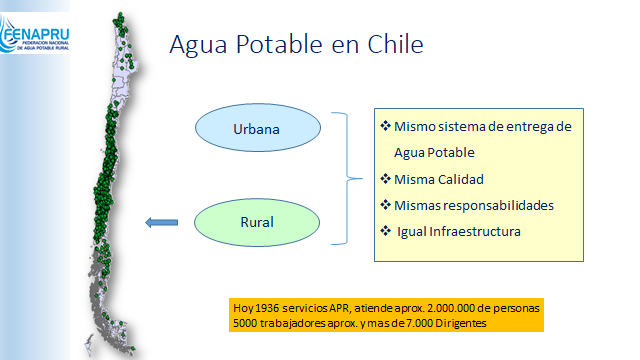 FENAPRU
FEDERACION NACIONAL
DE AGUA POTABLE RURAL
Agua Potable en Chile
Urbana
Rural
❖ Mismo sistema de entrega de
Agua Potable
❖ Misma Calidad
❖ Mismas responsabilidades
❖ Igual Infraestructura
Hoy 1936 servicios APR, atiende aprox. 2.000.000 de personas
5000 trabajadores aprox. y mas de 7.000 Dirigentes